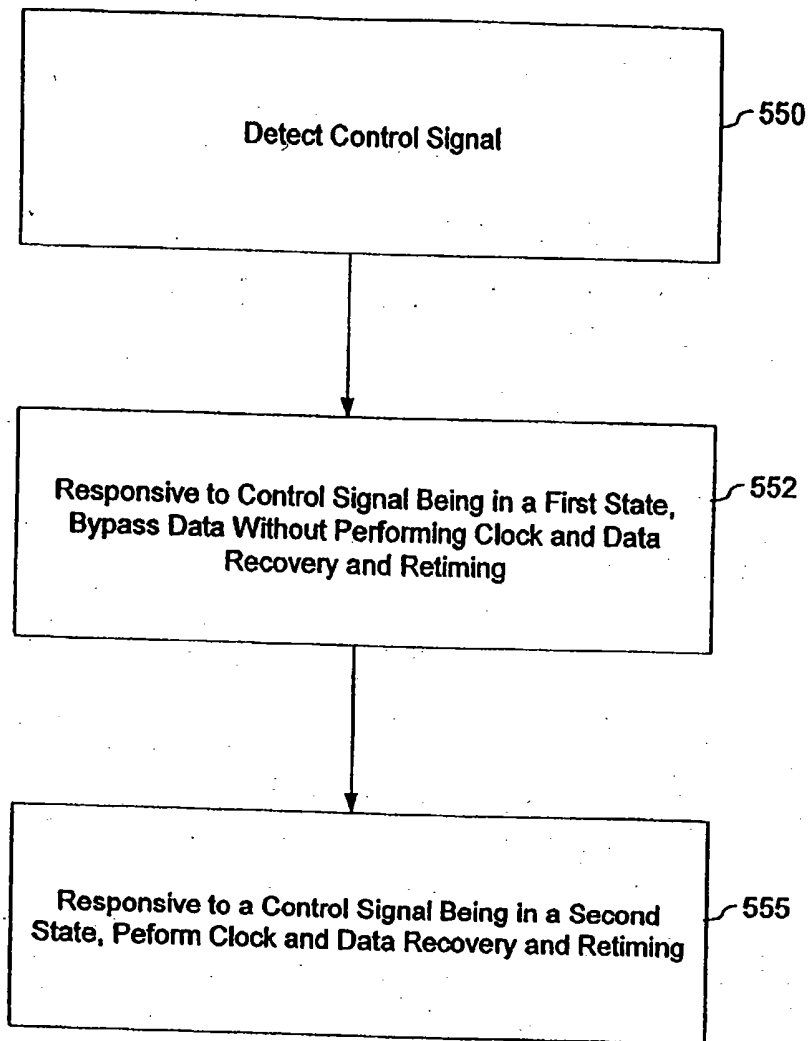 Detect Control Signal
550
Responsive to Control Signal Being in a First State,
Bypass Data Without Performing Clock and Data
Recovery and Retiming
552
Responsive to a Control Signal Being in a Second
State, Peform Clock and Data Recovery and Retiming
555